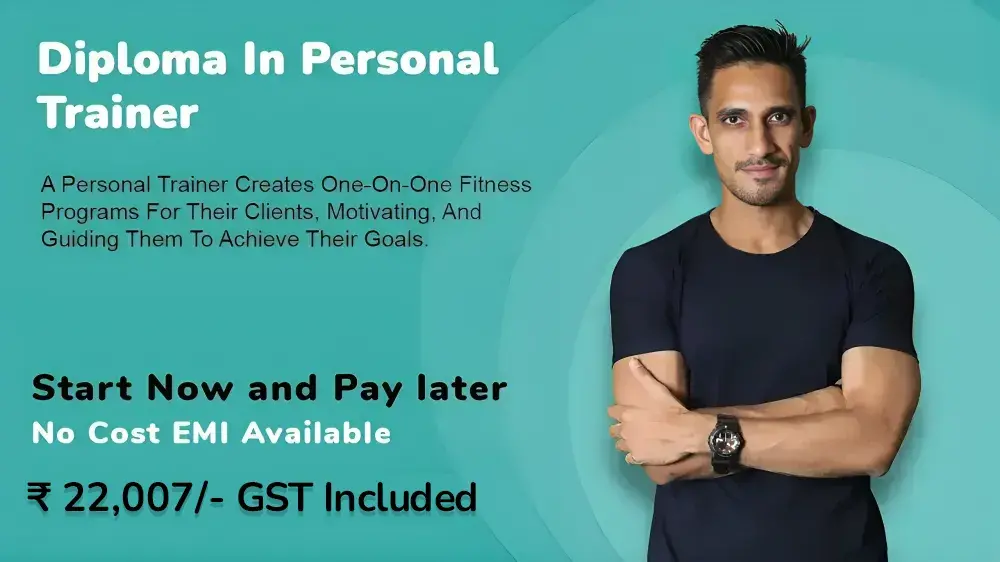 Diploma In Personal
Trainer
A Personal Trainer Creates One-On-One Fitness
Programs For Their Clients, Motivating, And
Guiding Them To Achieve Their Goals.
Start Now and Pay later
No Cost EMI Available
₹ 22,007/- GST Included